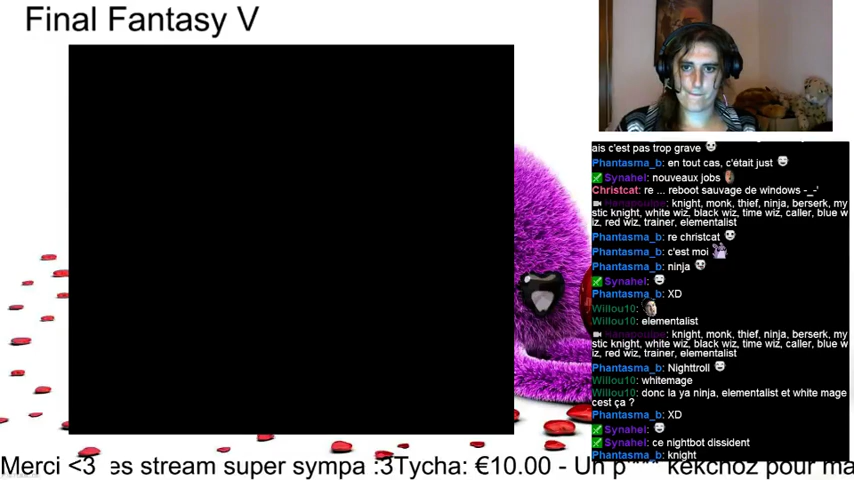 Final Fantasy V
ais c'est pas trop grave
Phantasma_b: en tout cas, c'était just
Synahel: nouveaux jobs
Christcat: re ... reboot sauvage de windows -_-'
Hanapoulpe: knight, monk, thief, ninja, berserk, my
stic knight, white wiz, black wiz, time wiz, caller, blue w
iz, red wiz, trainer, elementalist
Phantasma_b: re christcat
Phantasma_b: c'est moi
Phantasma_b: ninja
Synahel:
Phantasma_b: XD
Willou10:
Willou10: elementalist
Hanapoulpe: knight, monk, thief, ninja, berserk, my
stic knight, white wiz, black wiz, time wiz, caller, blue w
iz, red wiz, trainer, elementalist
Phantasma_b: Nighttroll
Willou10: whitemage
Willou10: donc la ya ninja, elementalist et white mage
cest ça ?
Phantasma_b: XD
Synahel:
Synahel: ce nightbot dissident
Phantasma_b: knight
Merci <3 es stream super sympa :3Tycha: €10.00 - Un p*** kekchoz pour ma